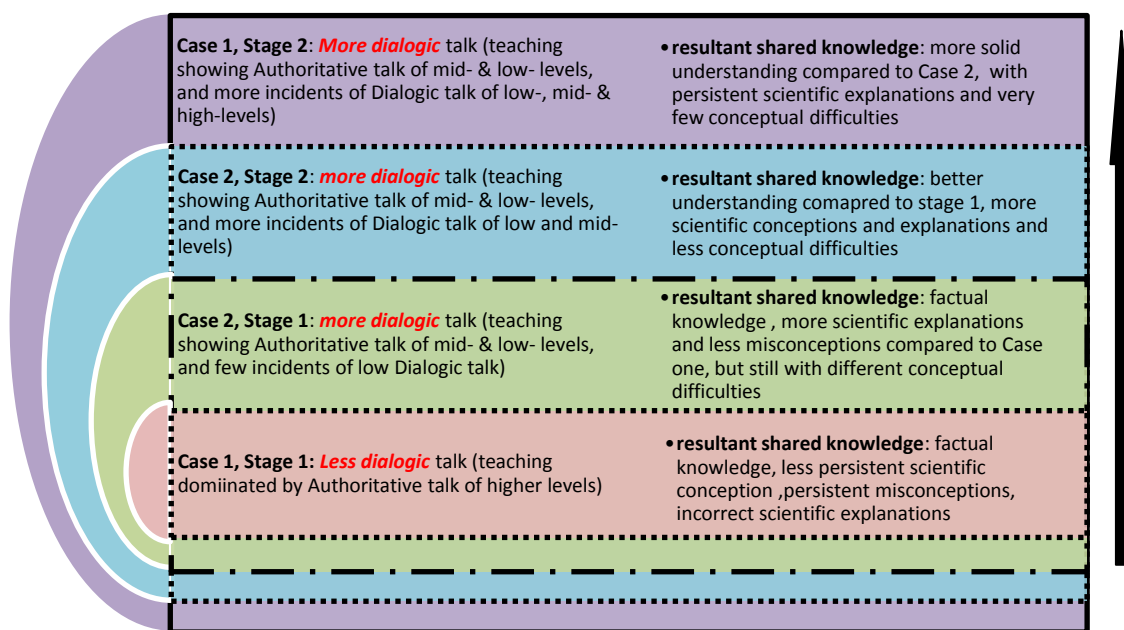 Case 1, Stage 2: More dialogic talk (teaching
showing Authoritative talk of mid- & low- levels,
and more incidents of Dialogic talk of low-, mid- &
high-levels)
•resultant shared knowledge: more solid
understanding compared to Case 2, with
persistent scientific explanations and very
few conceptual difficulties
Case 2, Stage 2: more dialogic talk (teaching
showing Authoritative talk of mid- & low- levels,
and more incidents of Dialogic talk of low and mid-
levels)
•resultant shared knowledge: better
understanding comapred to stage 1, more
scientific conceptions and explanations and
less conceptual difficulties
Case 2, Stage 1: more dialogic talk (teaching
showing Authoritative talk of mid- & low- levels,
and few incidents of low Dialogic talk)
•resultant shared knowledge: factual
knowledge , more scientific explanations
and less misconceptions compared to Case
one, but still with different conceptual
difficulties
Case 1, Stage 1: Less dialogic talk (teaching
domiinated by Authoritative talk of higher levels)
•resultant shared knowledge: factual
knowledge, less persistent scientific
conception ,persistent misconceptions,
incorrect scientific explanations